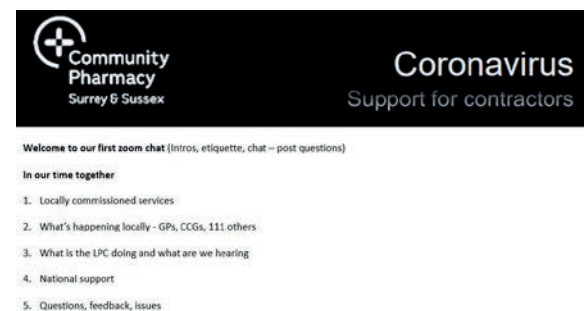 Community
Pharmacy
Surrey & Sussex
Coronavirus
Support for contractors
Welcome to our first zoom chat (Intros, etiquette, chat – post questions)
In our time together
1. Locally commissioned services
2. What's happening locally - GPs, CCGs, 111 others
3. What is the LPC doing and what are we hearing
4. National support
5. Questions, feedback, issues